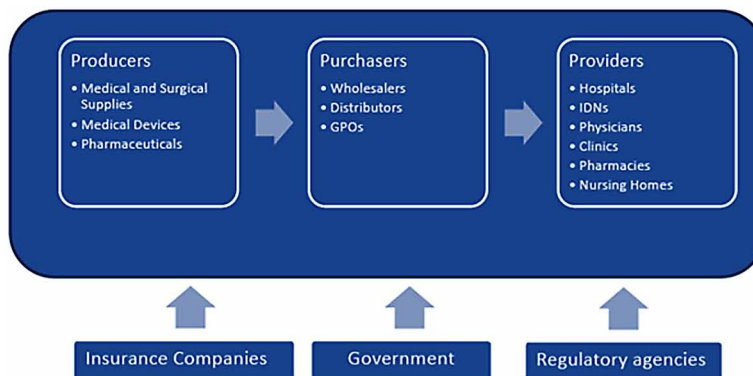 Producers
• Medical and Surgical
Supplies
• Medical Devices
• Pharmaceuticals
Purchasers
• Wholesalers
• Distributors
• GPOs
Providers
• Hospitals
• IDNs
• Physicians
• Clinics
• Pharmacies
• Nursing Homes
Insurance Companies
Government
Regulatory agencies